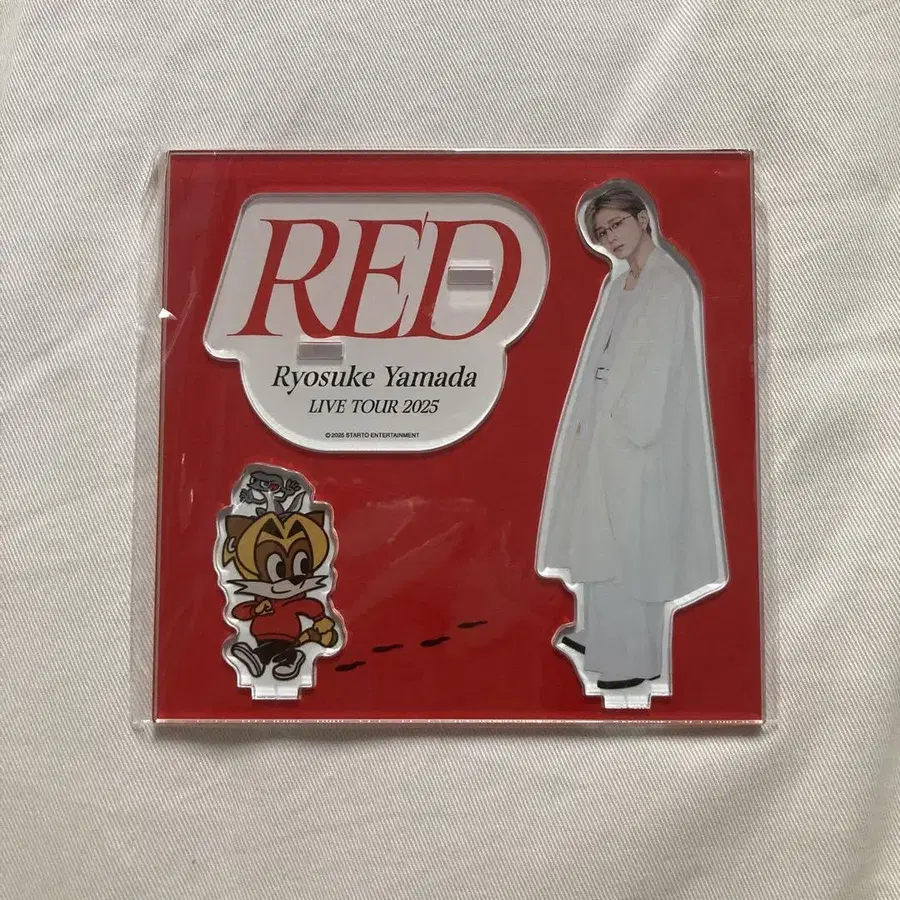 RED
Ryosuke Yamada
LIVE TOUR 2025
©2025 STARTO ENTERTAINMENT